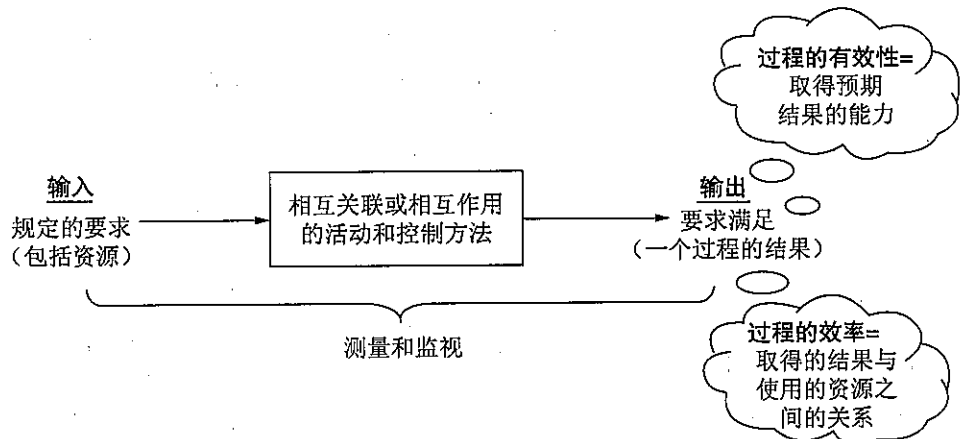 过程的有效性=
取得预期
结果的能力
输入
规定的要求
（包括资源）
相互关联或相互作用
的活动和控制方法
输出
要求满足
（一个过程的结果）
测量和监视
过程的效率=
取得的结果与
使用的资源之
间的关系